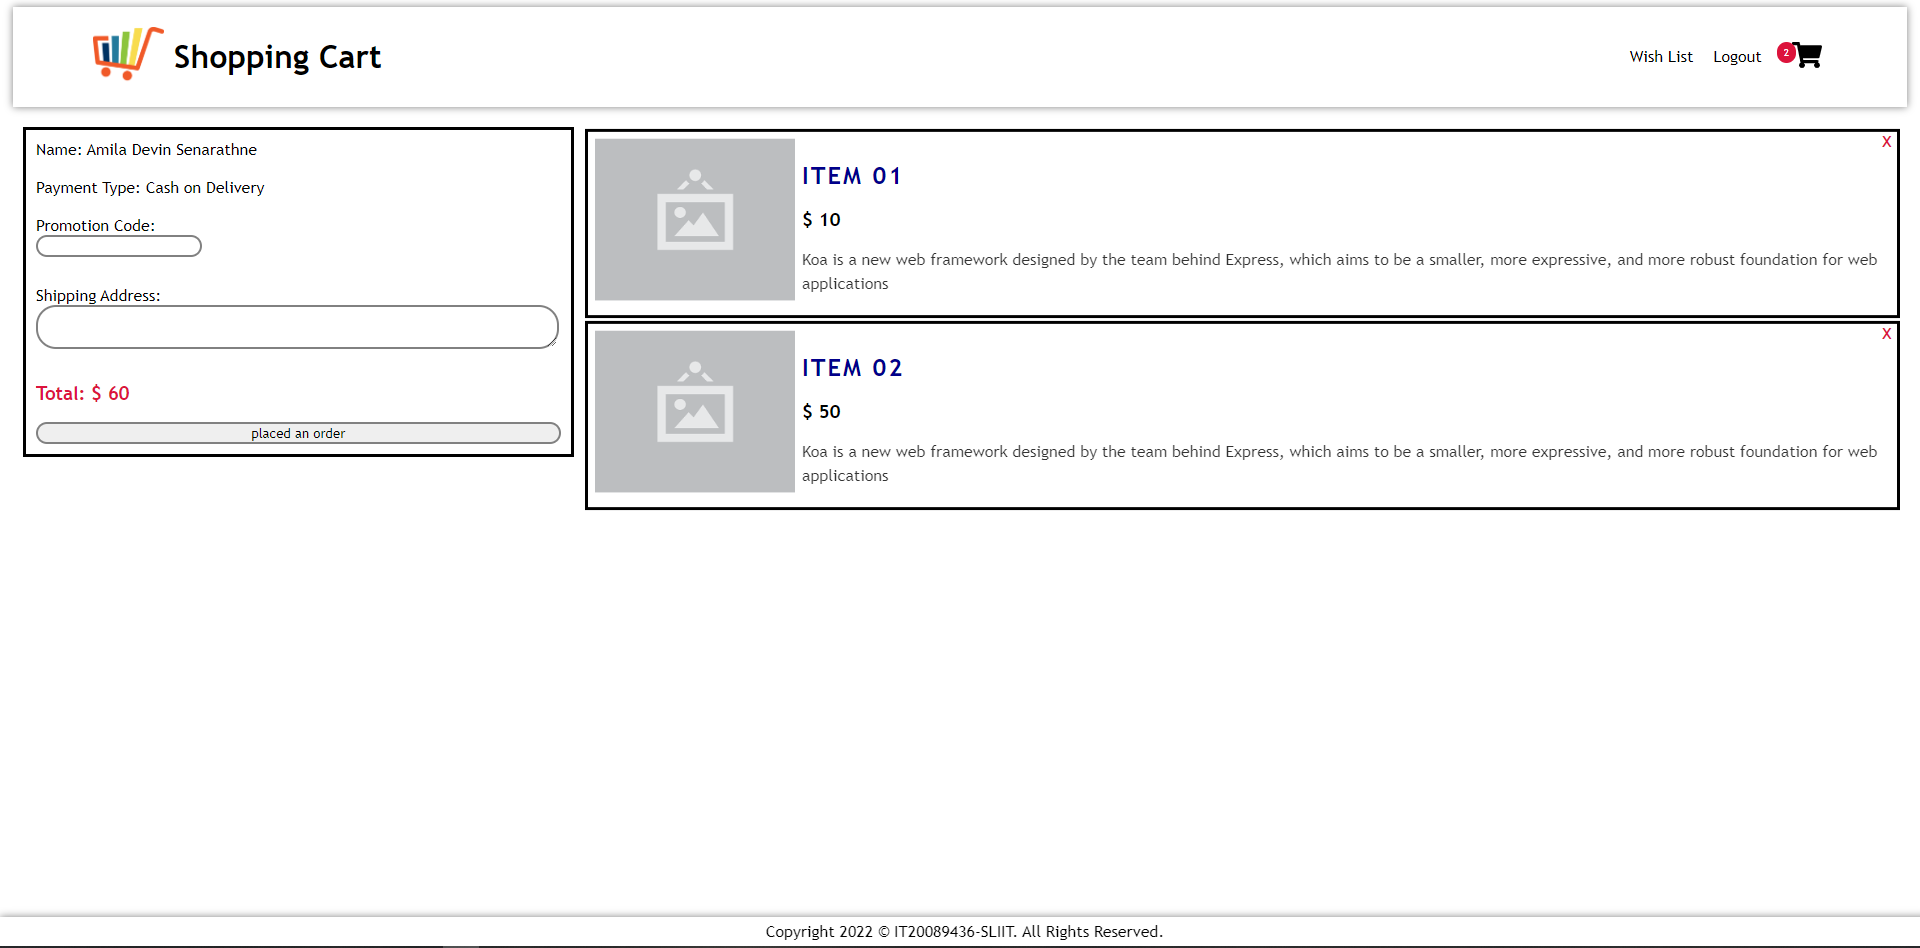 Shopping Cart
Wish List
Logout
2
Name: Amila Devin Senarathne
Payment Type: Cash on Delivery
Promotion Code:
Shipping Address:
Total: $ 60
placed an order
X
ITEM 01
$ 10
Koa is a new web framework designed by the team behind Express, which aims to be a smaller, more expressive, and more robust foundation for web
applications
X
ITEM 02
$ 50
Koa is a new web framework designed by the team behind Express, which aims to be a smaller, more expressive, and more robust foundation for web
applications
Copyright 2022 © IT20089436-SLIIT. All Rights Reserved.